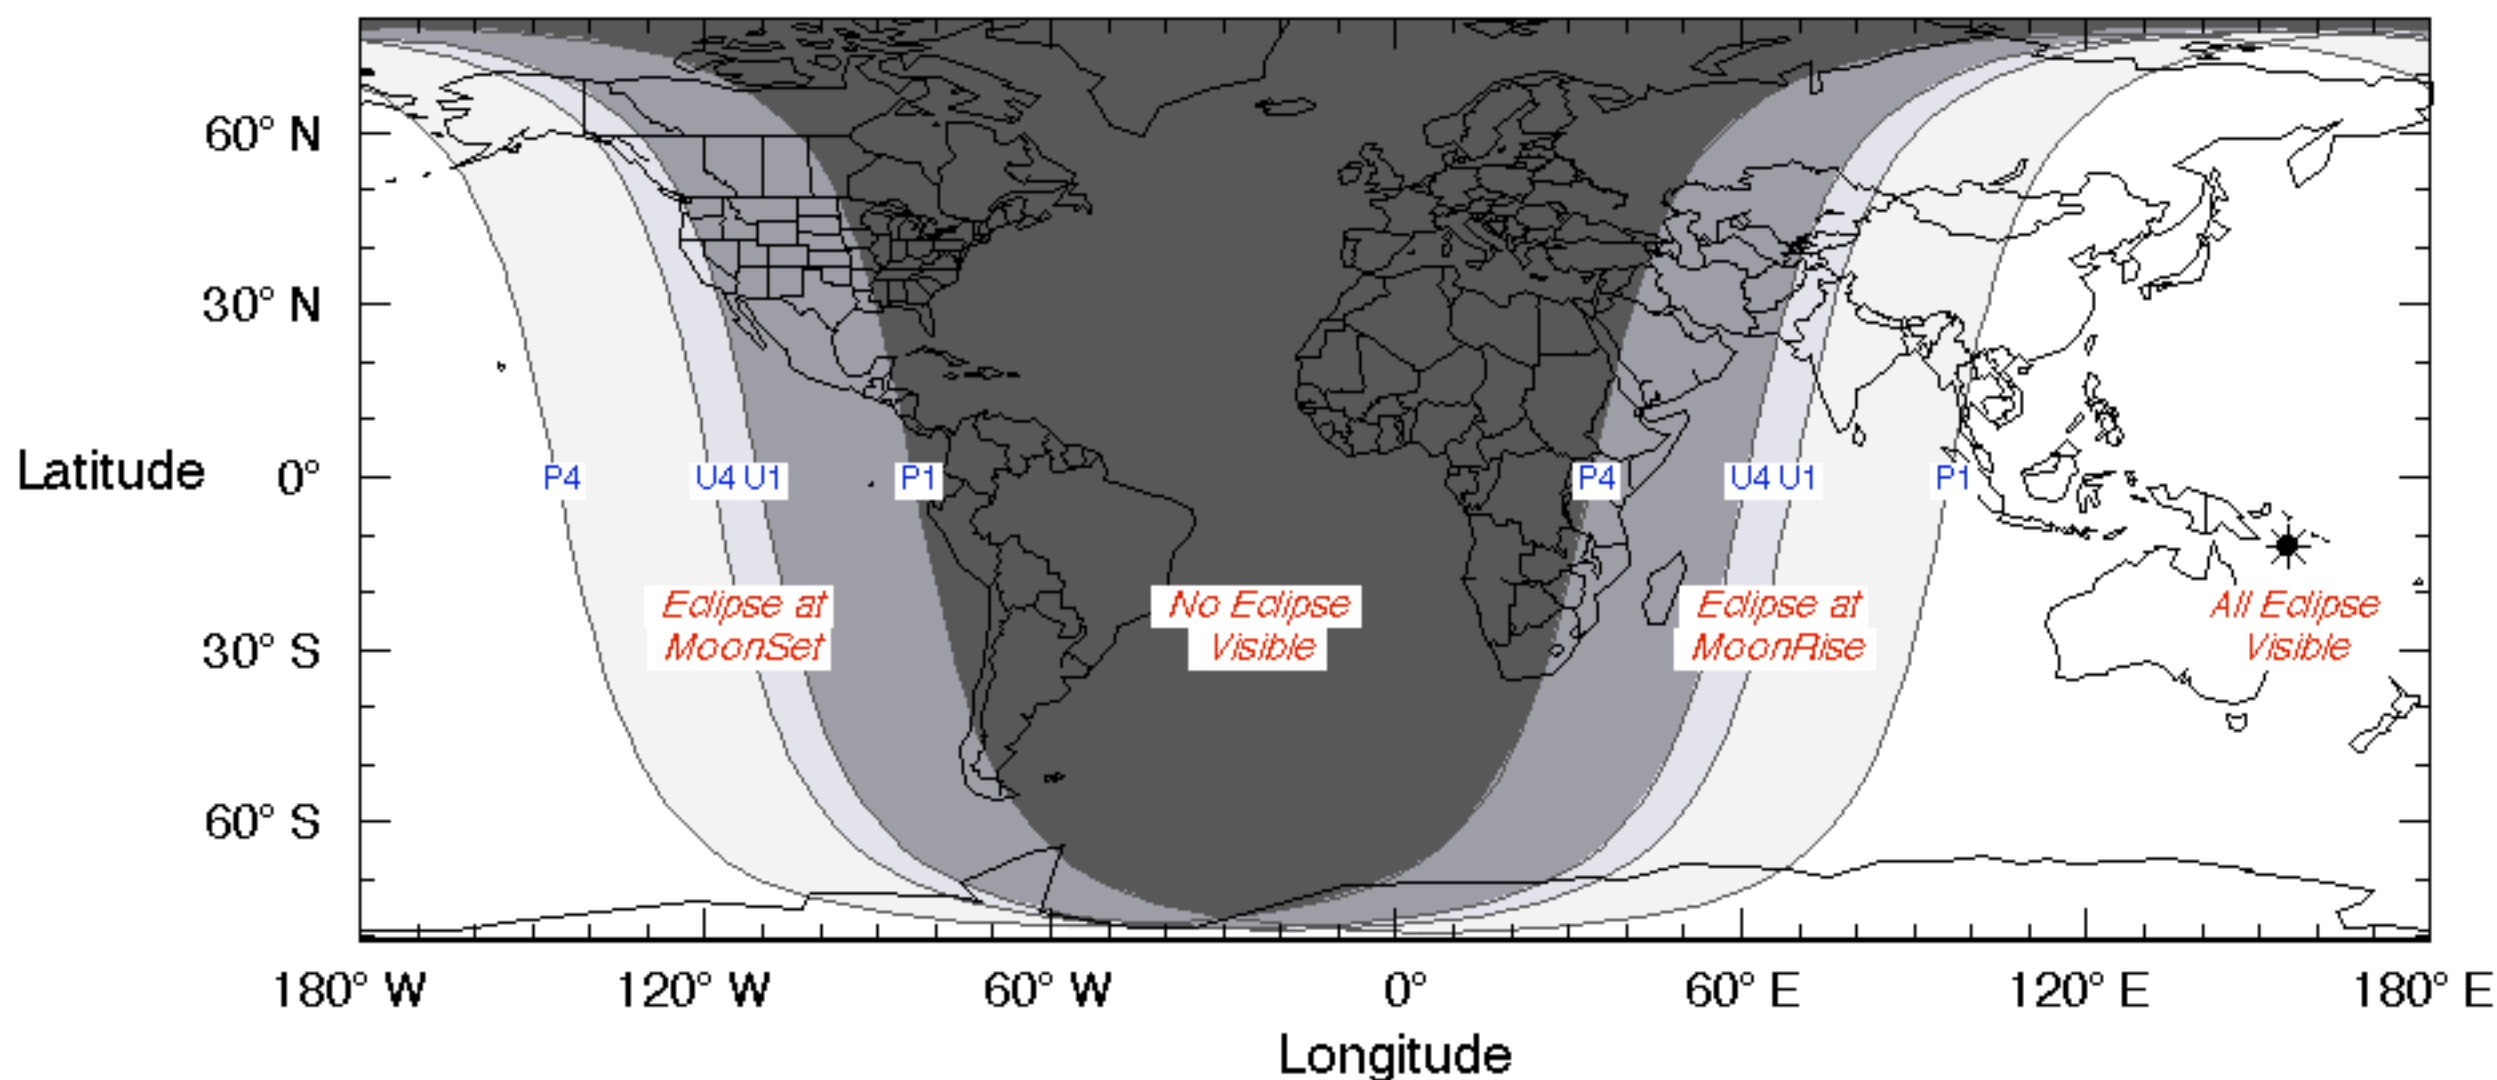 60° N
30° N
Latitude 0°
P4 U4 U1 P1 P4 U4 U1 P1
Eclipse at MoonSet
No Eclipse Visible
Eclipse at MoonRise
All Eclipse Visible
30° S
60° S
180° W 120° W 60° W 0° 60° E 120° E 180° E
Longitude